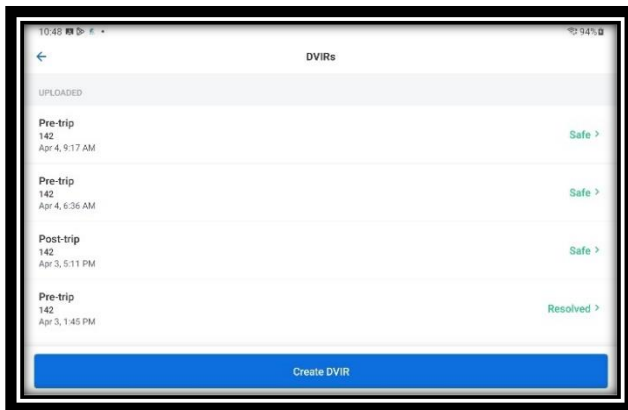 10:48 94%
DVIRs
UPLOADED
Pre-trip
142
Apr 4, 9:17 AM
Safe
Pre-trip
142
Apr 4, 6:36 AM
Safe
Post-trip
142
Apr 3, 5:11 PM
Safe
Pre-trip
142
Apr 3, 1:45 PM
Resolved
Create DVIR